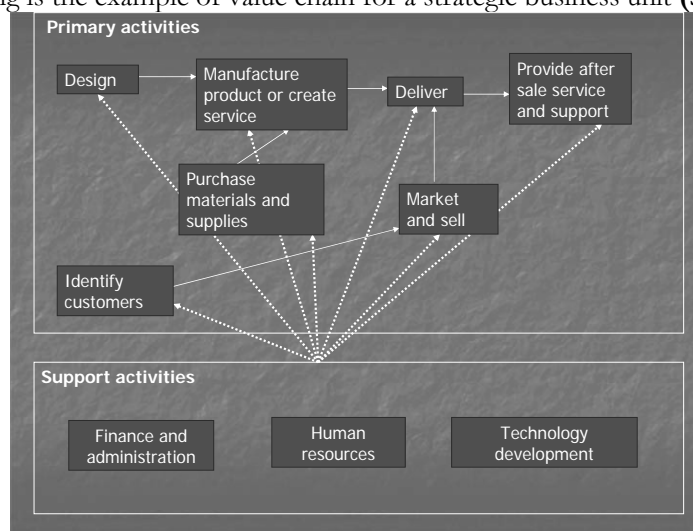 is the example of value chain for a strategic business unit
Primary activities
Design
Manufacture
product or create
service
Deliver
Provide after
sale service
and support
Purchase
materials and
supplies
Market
and sell
Identify
customers
Support activities
Finance and
administration
Human
resources
Technology
development